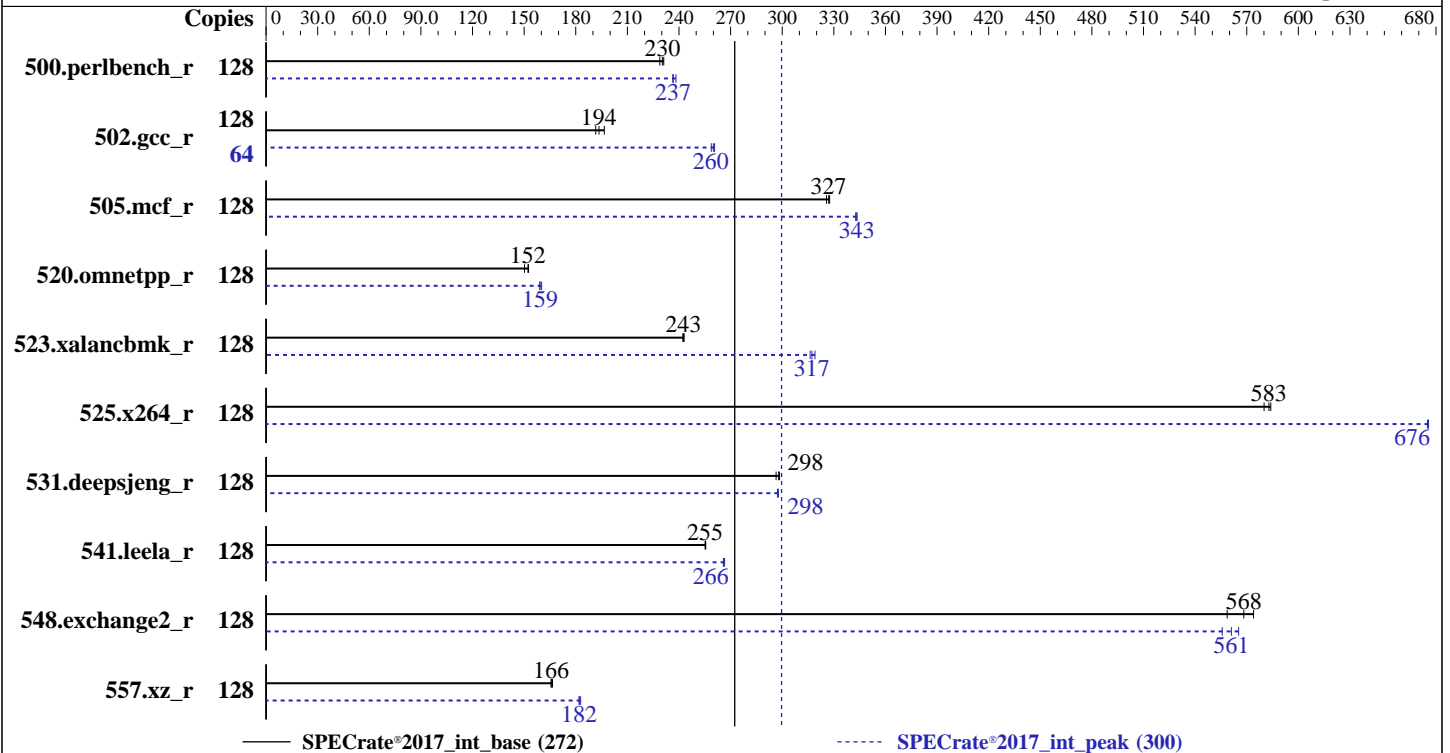 Copies 0 30.0 60.0 90.0 120 150 180 210 240 270 300 330 360 390 420 450 480 510 540 570 600 630 680
230
500.perlbench_r 128
237
194
128
502.gcc_r
64
260
327
505.mcf_r 128
343
152
520.omnetpp_r 128
159
243
523.xalancbmk_r 128
317
583
525.x264_r 128
676
298
531.deepsjeng_r 128
298
255
541.leela_r 128
266
568
548.exchange2_r 128
561
166
557.xz_r 128
182
SPECrate®2017_int_base (272) SPECrate®2017_int_peak (300)